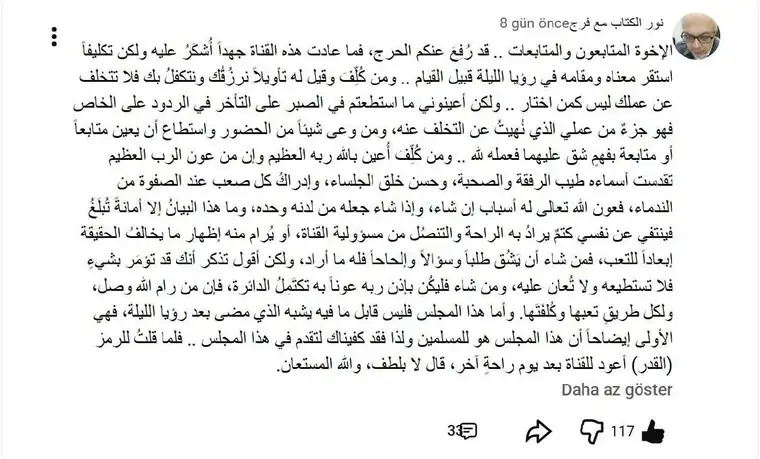 نور الكتاب مع فرج 8 gün önce
الإخوة المتابعون والمتابعات .. قد رُفِعَ عنكم الحرج، فما عادت هذه القناة جهداً أُشكَرُ عليه ولكن تكليفاً
استقر معناه ومقامه في رؤيا الليلة قبيل القيام .. ومن كُلِّفَ وقيل له تأويلاً نرزُقُك ونتكفلُ بك فلا تتخلف
عن عملك ليس كمن اختار .. ولكن أعينوني ما استطعتم في الصبر على التأخر في الردود على الخاص
فهو جزءٌ من عملي الذي نُهيتُ عن التخلف عنه، ومن وعى شيئاً من الحضور واستطاع أن يعين متابعاً
أو متابعة بفهمٍ شق عليهما فعمله لله .. ومن كُلِّفَ أُعين بالله ربه العظيم وإن من عون الرب العظيم
تقدست أسماءه طيب الرفقة والصحبة، وحسن خلق الجلساء، وإدراكُ كل صعب عند الصفوة من
الندماء، فعون الله تعالى له أسباب إن شاء، وإذا شاء جعله من لدنه وحده، وما هذا البيانُ إلا أمانةً تُبلَغُ
فينتفي عن نفسي كتمٌ يرادُ به الراحة والتنصل من مسؤولية القناة، أو يُرام منه إظهار ما يخالفُ الحقيقة
إبعاداً للتعب، فمن شاء أن يَشُق طلباً وسؤالاً وإلحاحاً فله ما أراد، ولكن أقول تذكر أنك قد تؤمَر بشيءٍ
فلا تستطيعه ولا تُعان عليه، ومن شاء فليكُن بإذن ربه عوناً به تكتمَلُ الدائرة، فإن من رام الله وصل،
ولكل طريقٍ تعبها وكُلفَتَها. وأما هذا المجلس فليس قابل ما فيه يشبه الذي مضى بعد رؤيا الليلة، فهي
الأولى إيضاحاً أن هذا المجلس هو للمسلمين ولذا فقد كفيناك لتقدم في هذا المجلس .. فلما قلتُ للرمز
(القدر) أعود للقناة بعد يوم راحةٍ آخر، قال لا بلطف، والله المستعان.
Daha az göster
117
33